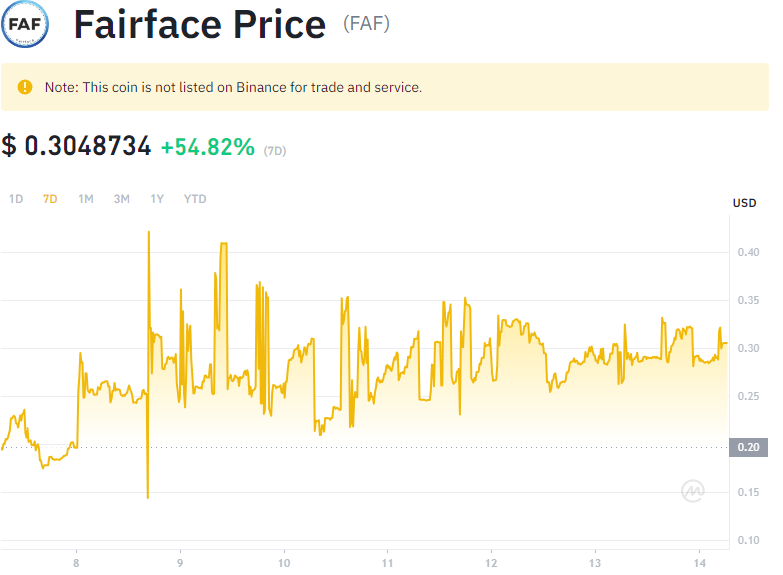 FAF
Fairface Price (FAF)
Note: This coin is not listed on Binance for trade and service.
$ 0.3048734 +54.82% (7D)
1D 7D 1M 3M 1Y YTD
USD
0.40
0.35
0.30
0.25
0.20
0.15
0.10
8 9 10 11 12 13 14